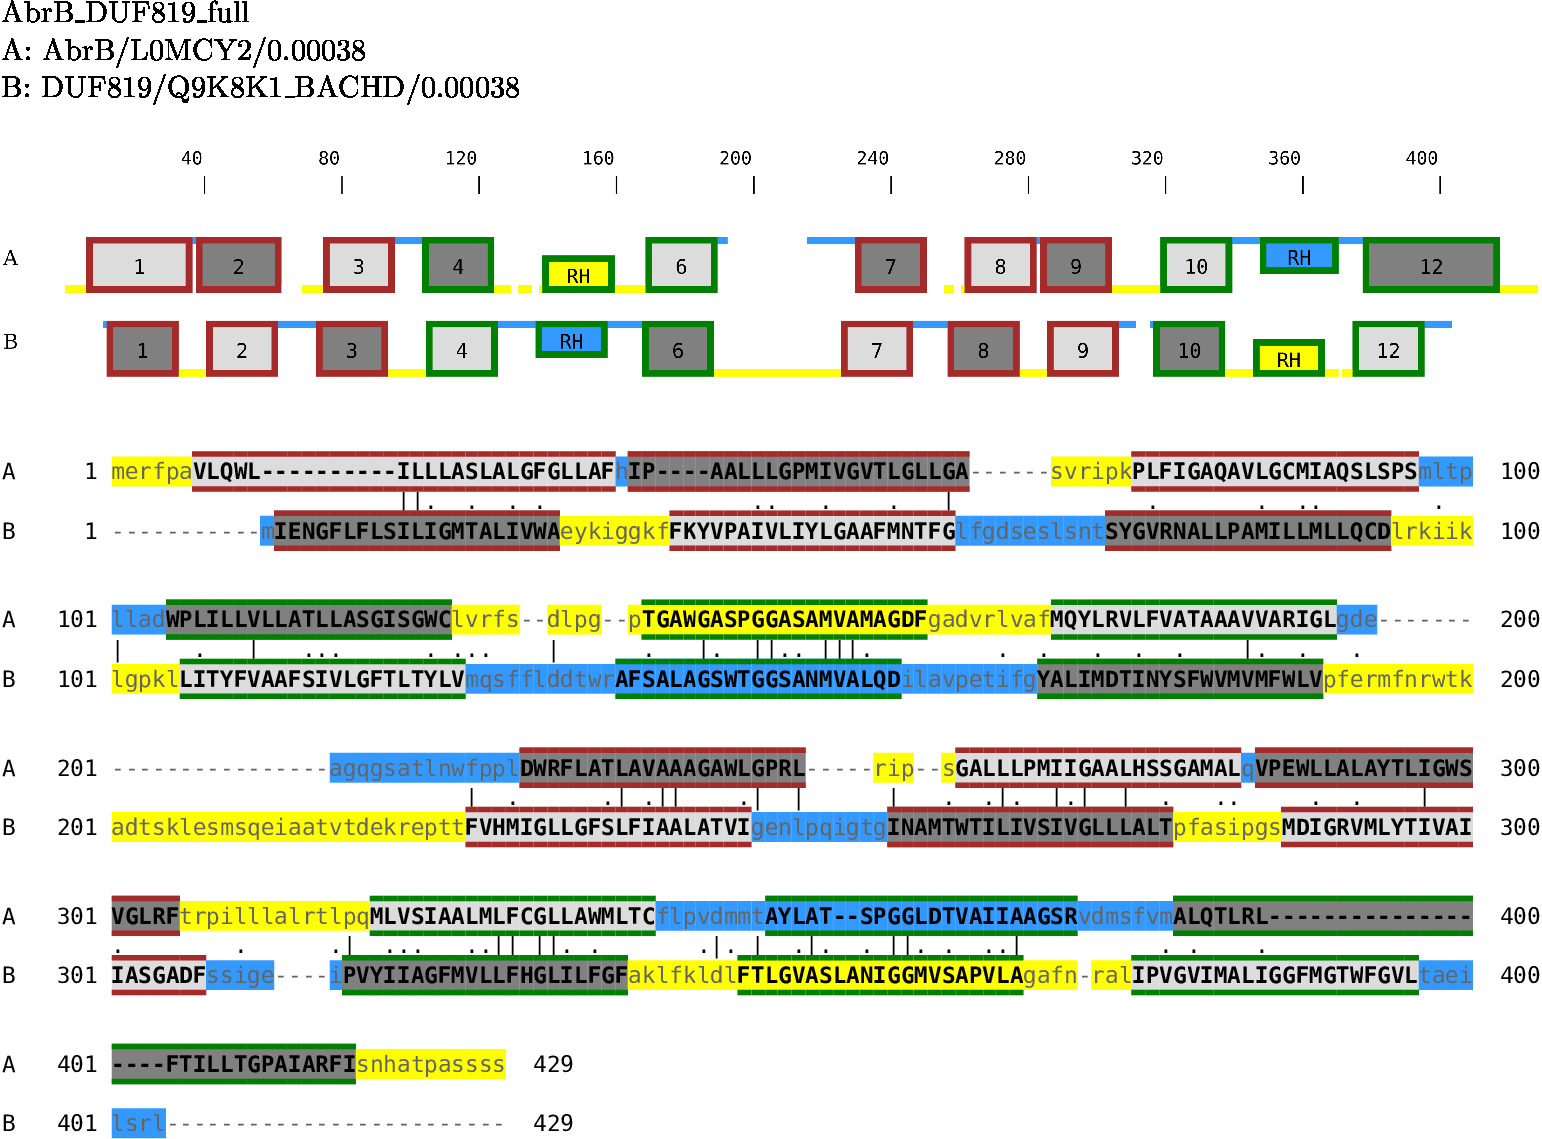 AbrB_DUF819_full
A: AbrB/L0MCY2/0.00038
B: DUF819/Q9K8K1_BACHD/0.00038
40 80 120 160 200 240 280 320 360 400
A 1 2 3 4 RH 6 7 8 9 10 RH 12
B 1 2 3 4 RH 6 7 8 9 10 RH 12
A 1 merfpaVLQWL----------ILLLASLALGFGLLAFhIP----AALLLGPMIVGVTLGLLGA------svripkPLFIGAQAVLGCMIAQSLSPSmltp 100
B 1 -----------mIENGFLFLSILIGMTALIVWAeykiggkfFKYVPAIVLIYLGAAFMNTFGlfgdseslsntSYGVRNALLPAMILLMLLQCDlrkiik 100
A 101 lladWPLILLVLLATLLASGISGWClvrfs--dlpg--pTGAWGASPGGASAMVAMAGDFgadvrlvafMQYLRVLFVATAAAVVARIGLgde------- 200
B 101 lgpklLITYFVAAFSIVLGFTLTYLVmqsffllddtwrAFSALAGSWTGGSANMVALQDilavpetifgYALIMDTINYSFWVMVMFWLVpfermfnrwtk 200
A 201 ----------------agqgsatlnwfpplDWRFLATLAVAAAGAWLGPRL-----rip--sGALLLPMIIGAALHSSGAMALqVPEWLLALAYTLIGWS 300
B 201 adtsklesmsqeiaatvtdekrepttFVHMIGLLGFSLFIAALATVIgenlpqigtgINAMTWTILIVSIVGLLLALTpfasipgsMDIGRVMLYTIVAI 300
A 301 VGLRFtrpilllalrtlpqMLVSIAALMLFCGLLAWMLTCflpvdmmtAYLAT--SPGGLDTVAIIAAGSRvdmsfvmALQTLRL--------------- 400
B 301 IASGADFssige----iPVYIIAGFMVLLFHGLILFGFaklfkldlFTLGVASLANIGGMVSAPVLAgafn-ralIPVGVIMALIGGFMGTWFGVLtaei 400
A 401 ----FTILLTGPAIARFIsnhatpassss 429
B 401 lsrl------------------------- 429